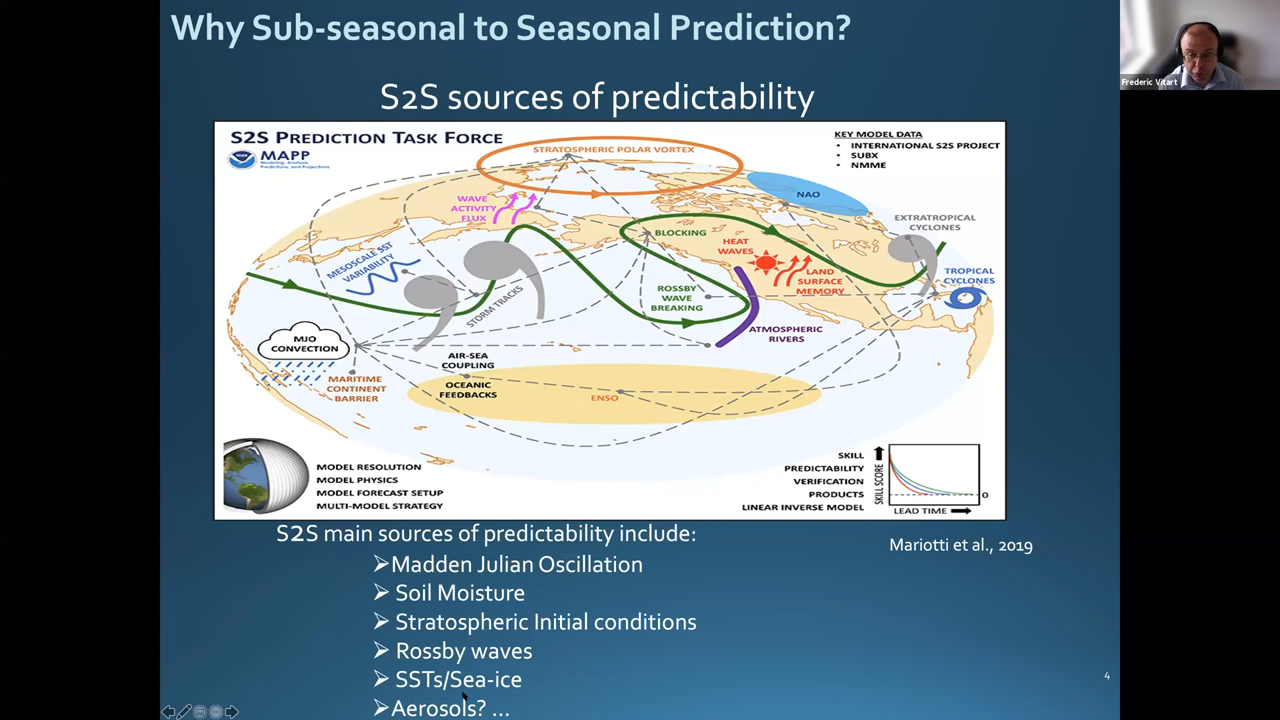 Why Sub-seasonal to Seasonal Prediction?
Frederic Vitart
S2S sources of predictability
S2S PREDICTION TASK FORCE
MAPP
Modeling, Analysis,
Predictions, and Projections
KEY MODEL DATA
• INTERNATIONAL S2S PROJECT
• SUBX
• NMME
STRATOSPHERIC POLAR VORTEX
NAO
WAVE
ACTIVITY
FLUX
EXTRATROPICAL
CYCLONES
BLOCKING
HEAT
WAVES
MESOSCALE SST
VARIABILITY
LAND
SURFACE
MEMORY
TROPICAL
CYCLONES
ROSSBY
WAVE
BREAKING
STORM TRACKS
ATMOSPHERIC
RIVERS
MJO
CONVECTION
AIR-SEA
COUPLING
MARITIME
CONTINENT
BARRIER
OCEANIC
FEEDBACKS
ENSO
MODEL RESOLUTION
MODEL PHYSICS
MODEL FORECAST SETUP
MULTI-MODEL STRATEGY
SKILL
PREDICTABILITY
VERIFICATION
PRODUCTS
LINEAR INVERSE MODEL
SKILL SCORE
0
LEAD TIME
S2S main sources of predictability include:
Mariotti et al., 2019
➢Madden Julian Oscillation
➢ Soil Moisture
➢ Stratospheric Initial conditions
➢ Rossby waves
➢ SSTs/Sea-ice
➢Aerosols? ...
4